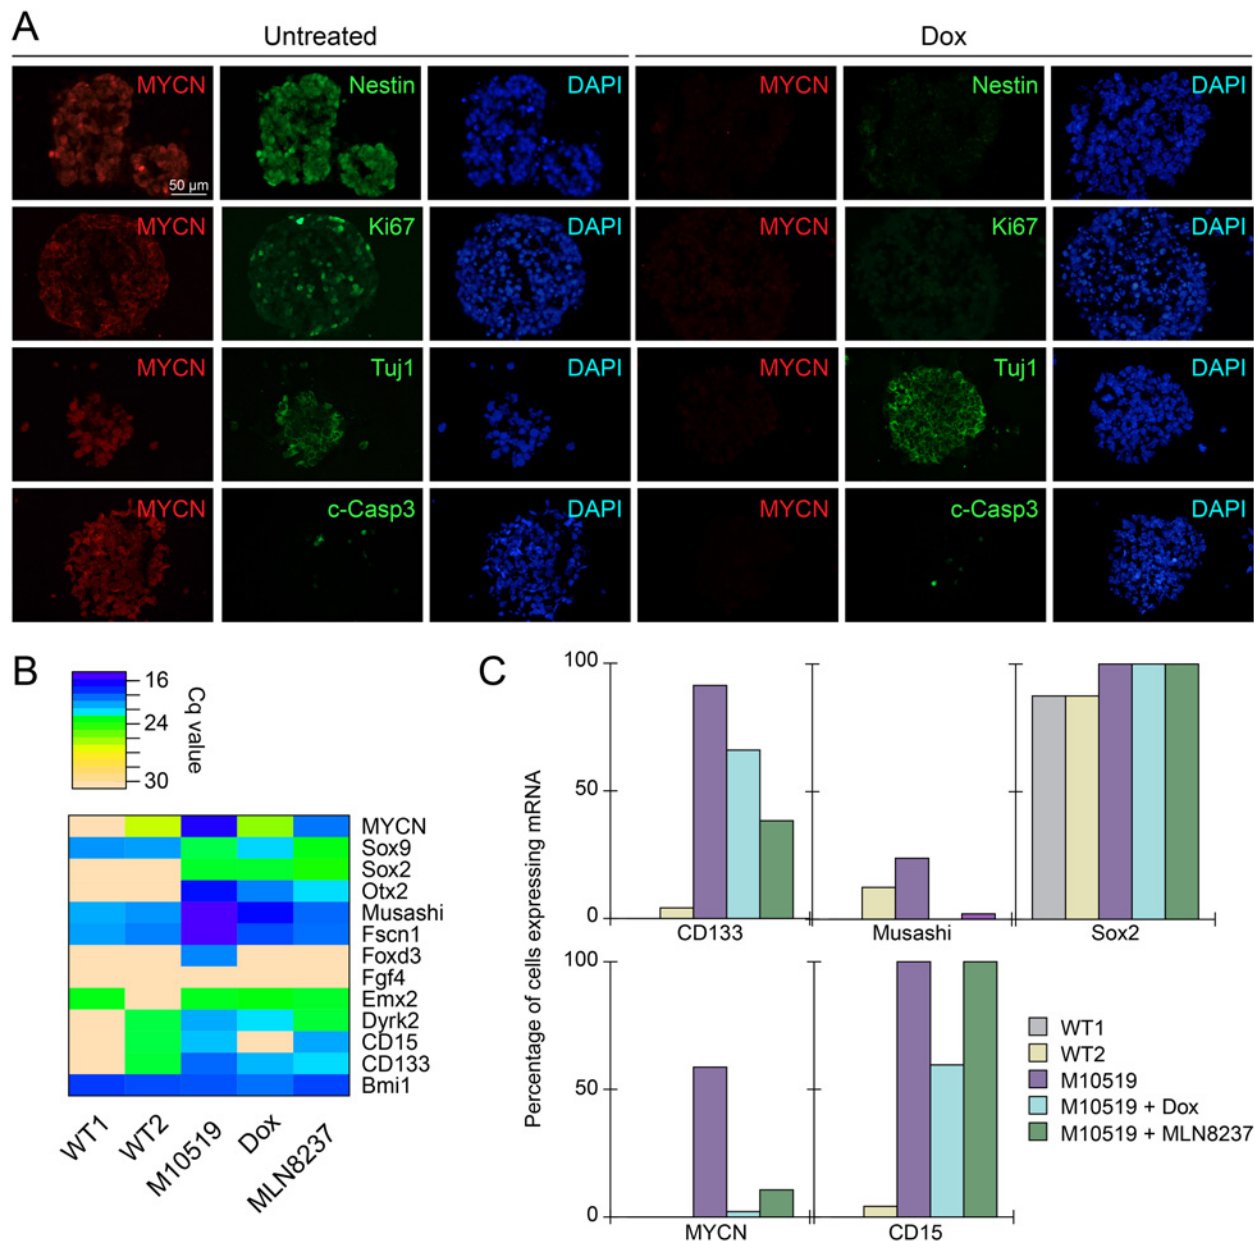 A
Untreated Dox
MYCN Nestin DAPI MYCN Nestin DAPI
50 µm
MYCN Ki67 DAPI MYCN Ki67 DAPI
MYCN Tuj1 DAPI MYCN Tuj1 DAPI
MYCN c-Casp3 DAPI MYCN c-Casp3 DAPI
B
16
24
30
Cq value
MYCN
Sox9
Sox2
Otx2
Musashi
Fscn1
Foxd3
Fgf4
Emx2
Dyrk2
CD15
CD133
Bmi1
WT1 WT2 M10519 Dox MLN8237
C
Percentage of cells expressing mRNA
100
50
0
CD133 Musashi Sox2
100
50
0
MYCN CD15
WT1
WT2
M10519
M10519 + Dox
M10519 + MLN8237